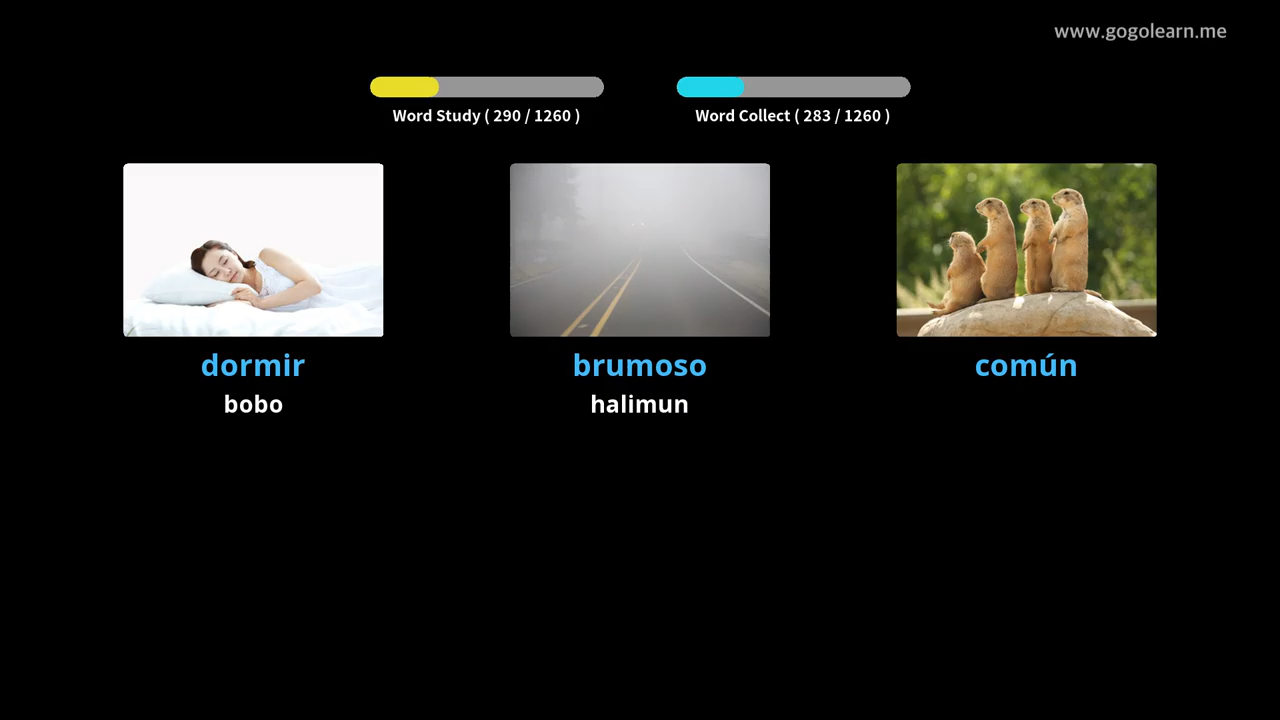 www.gogolearn.me
Word Study ( 290 / 1260 )
Word Collect ( 283 / 1260 )
dormir
bobo
brumoso
halimun
común